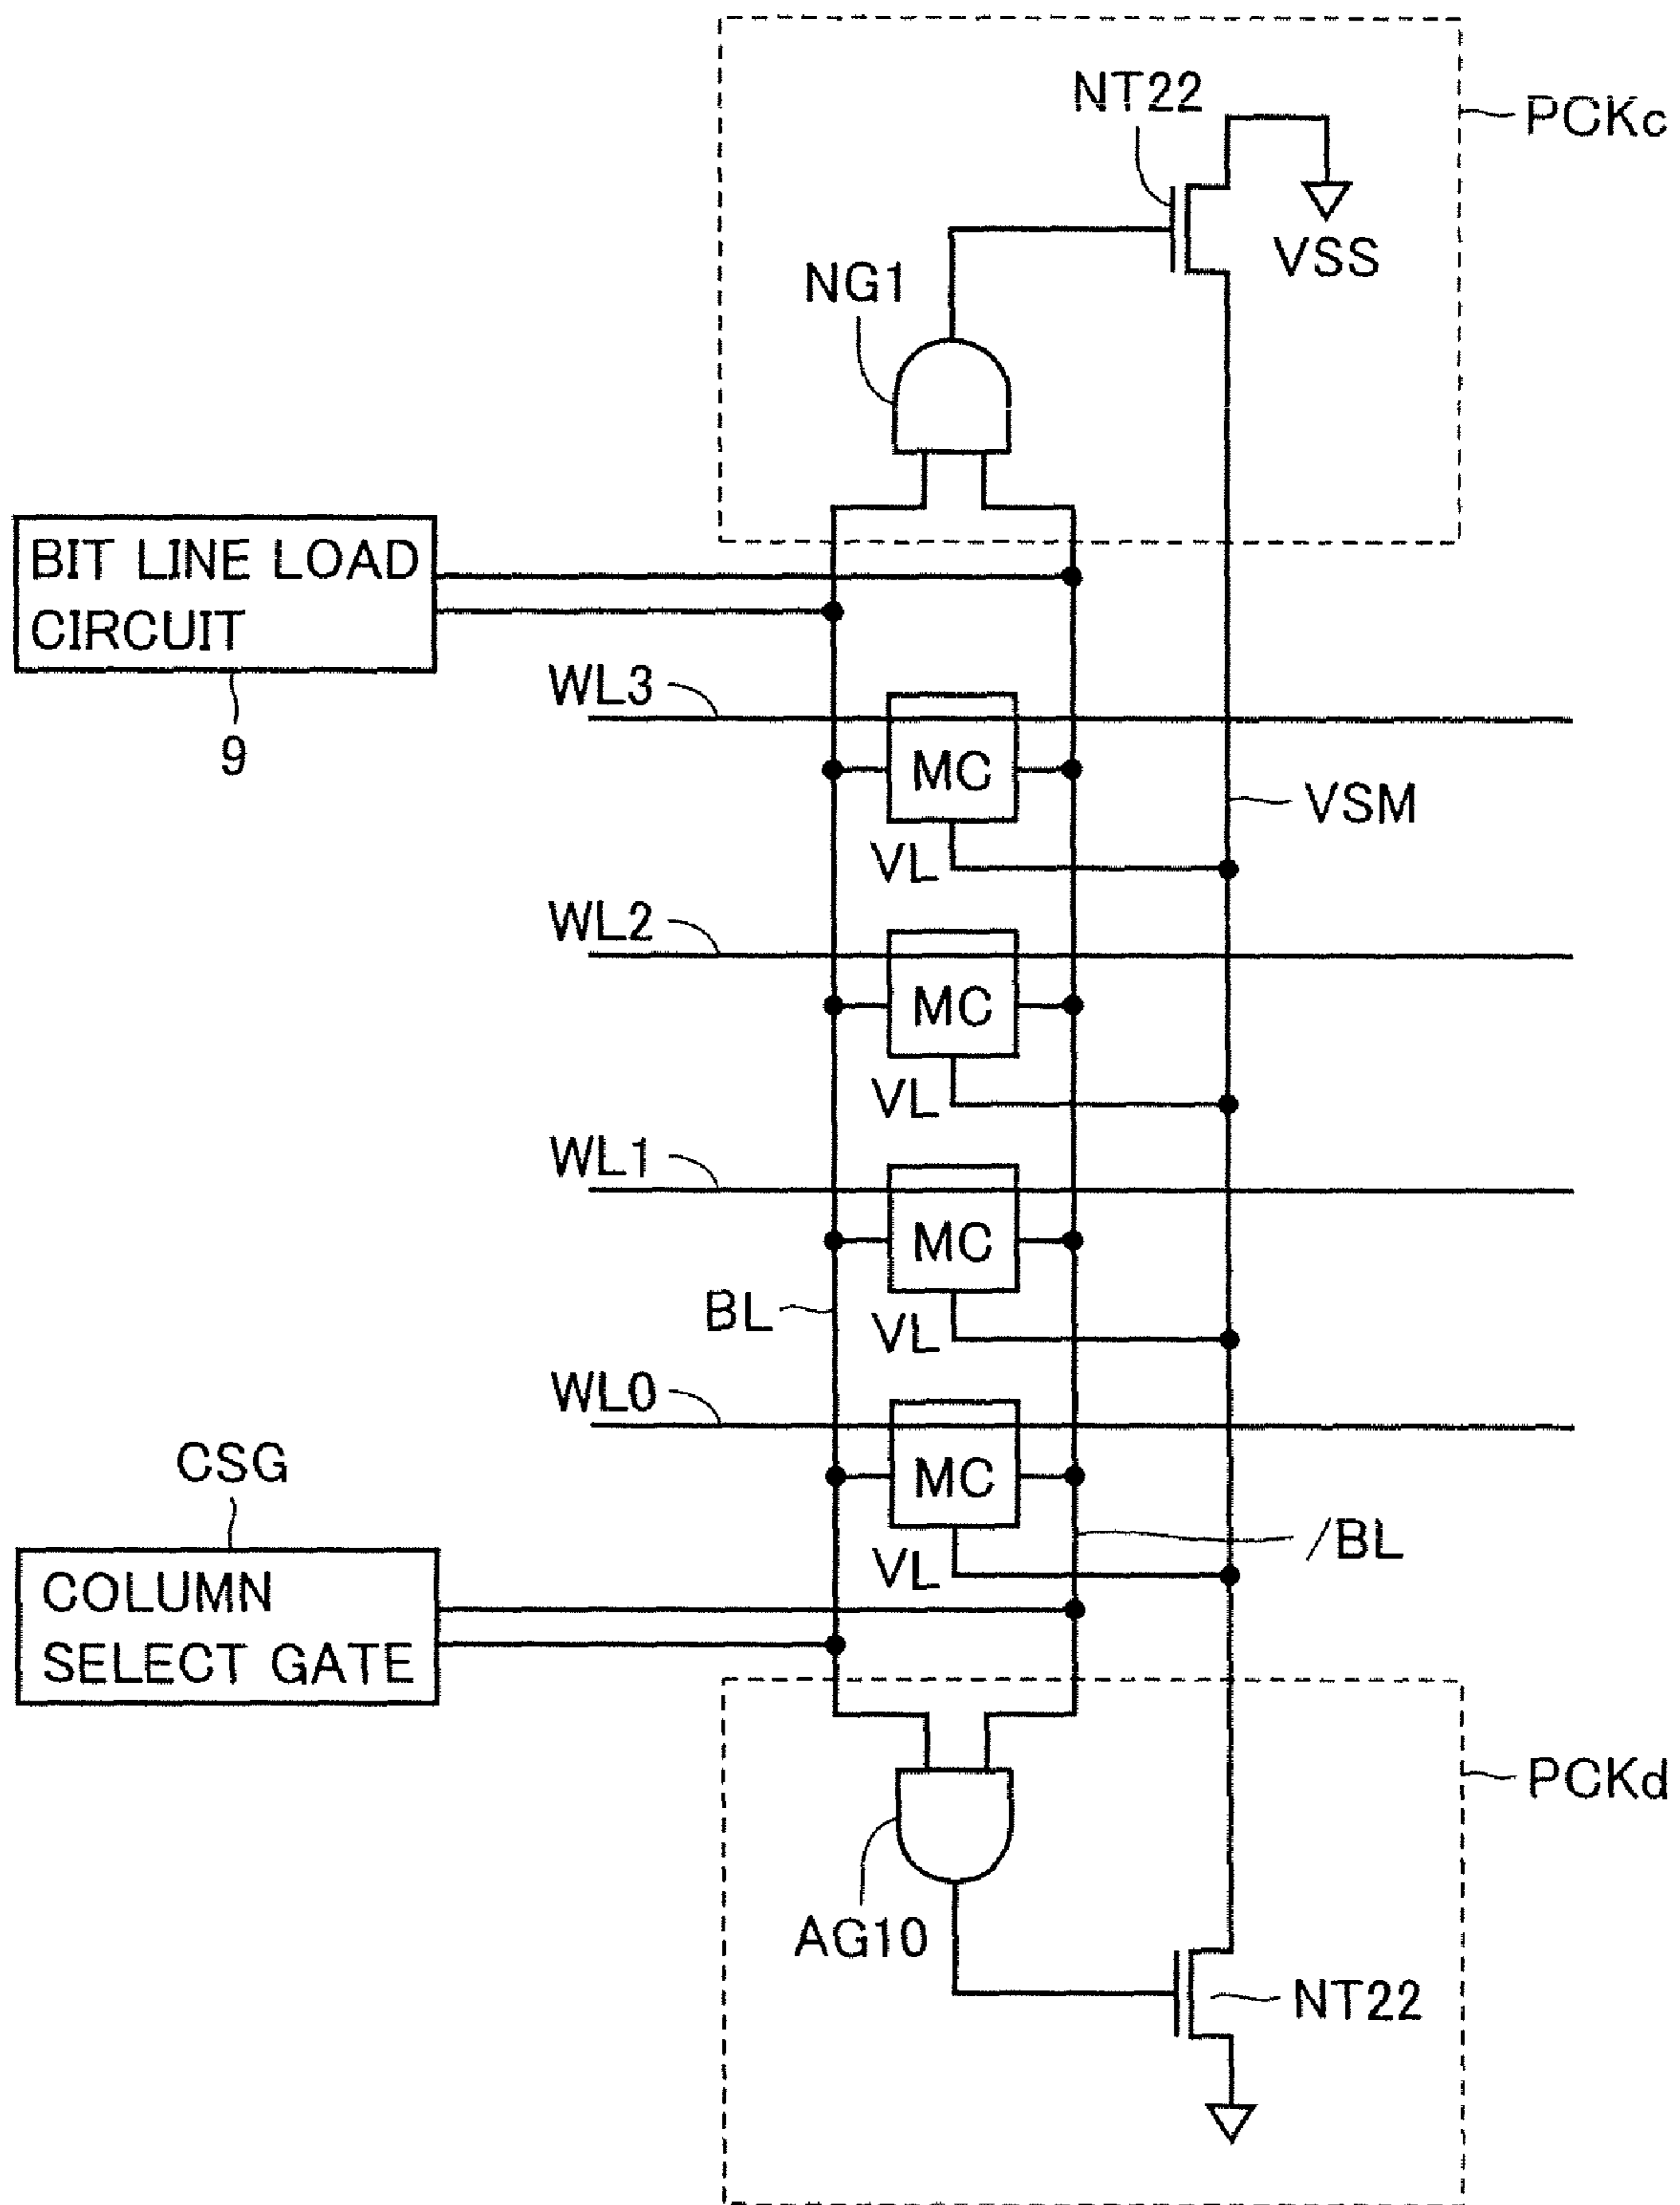 NT22
PCKc
VSS
NG1
BIT LINE LOAD
CIRCUIT
9
WL3
MC
VSM
VL
WL2
MC
VL
WL1
MC
BL
VL
WL0
CSG
MC
/BL
VL
COLUMN
SELECT GATE
PCKd
AG10
NT22